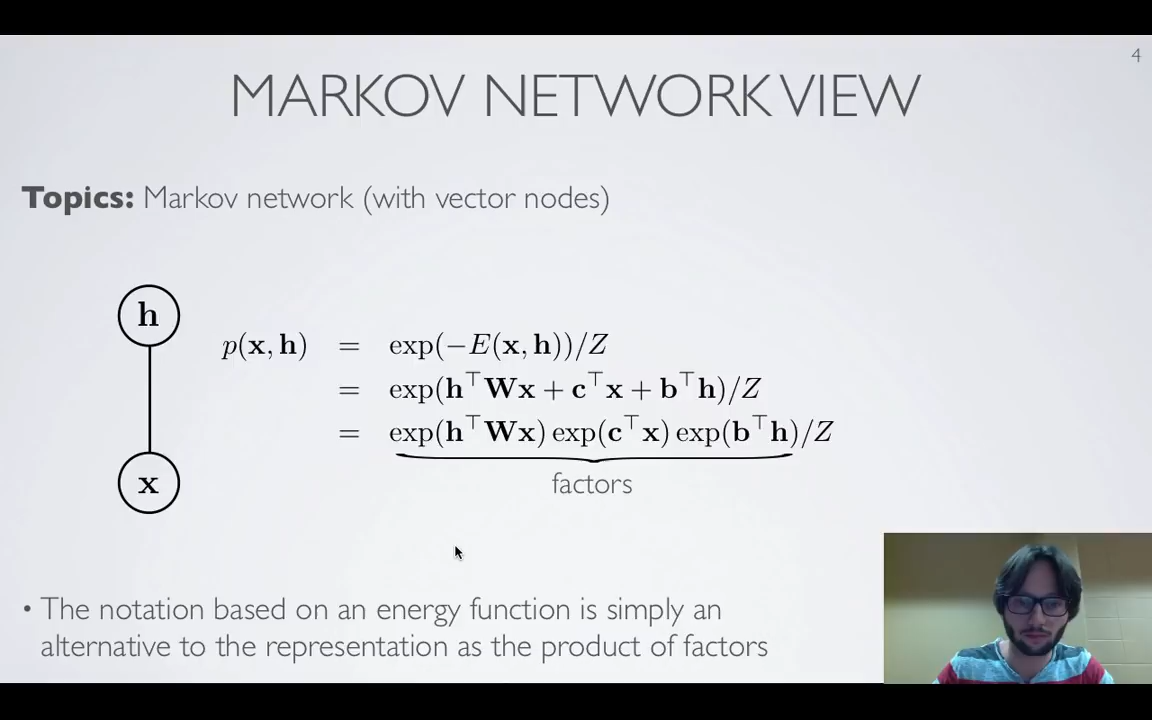 4
MARKOV NETWORK VIEW
Topics: Markov network (with vector nodes)
h
p(x, h) = exp(−E(x, h))/Z
= exp(h⊤Wx + c⊤x + b⊤h)/Z
= exp(h⊤Wx) exp(c⊤x) exp(b⊤h)/Z
x
factors
• The notation based on an energy function is simply an
alternative to the representation as the product of factors